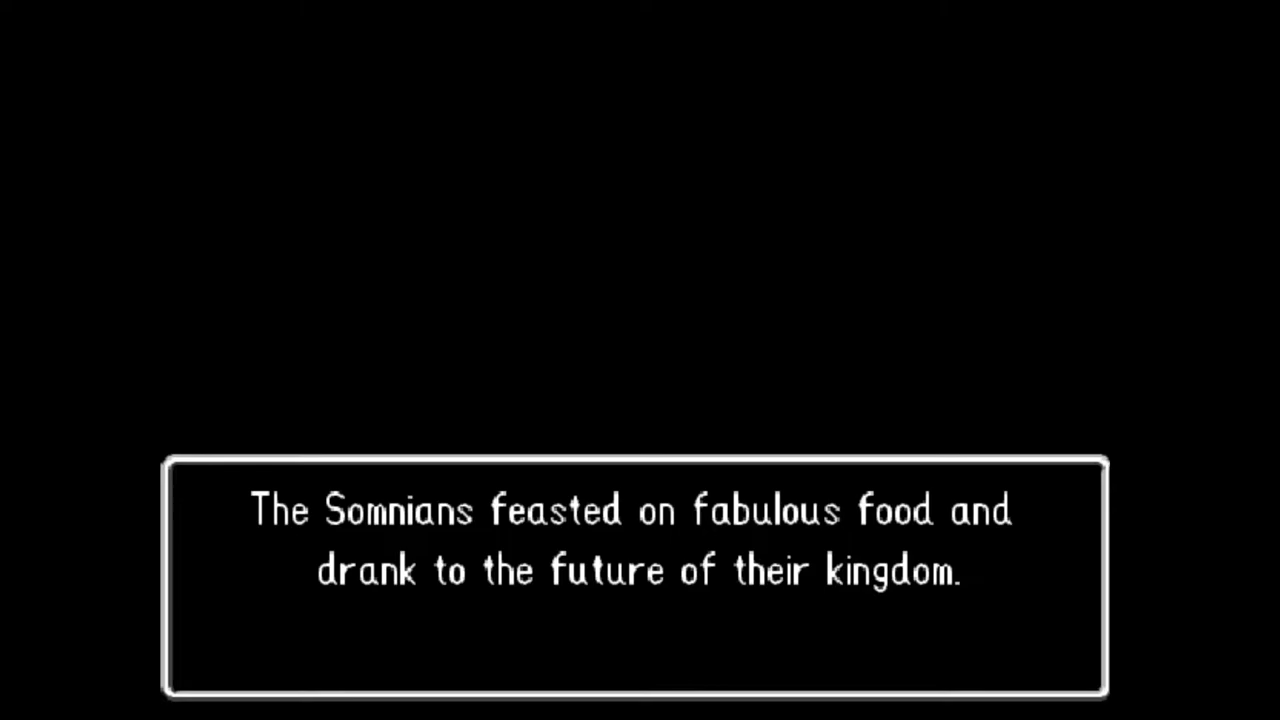 The Somnians feasted on fabulous food and
drank to the future of their kingdom.